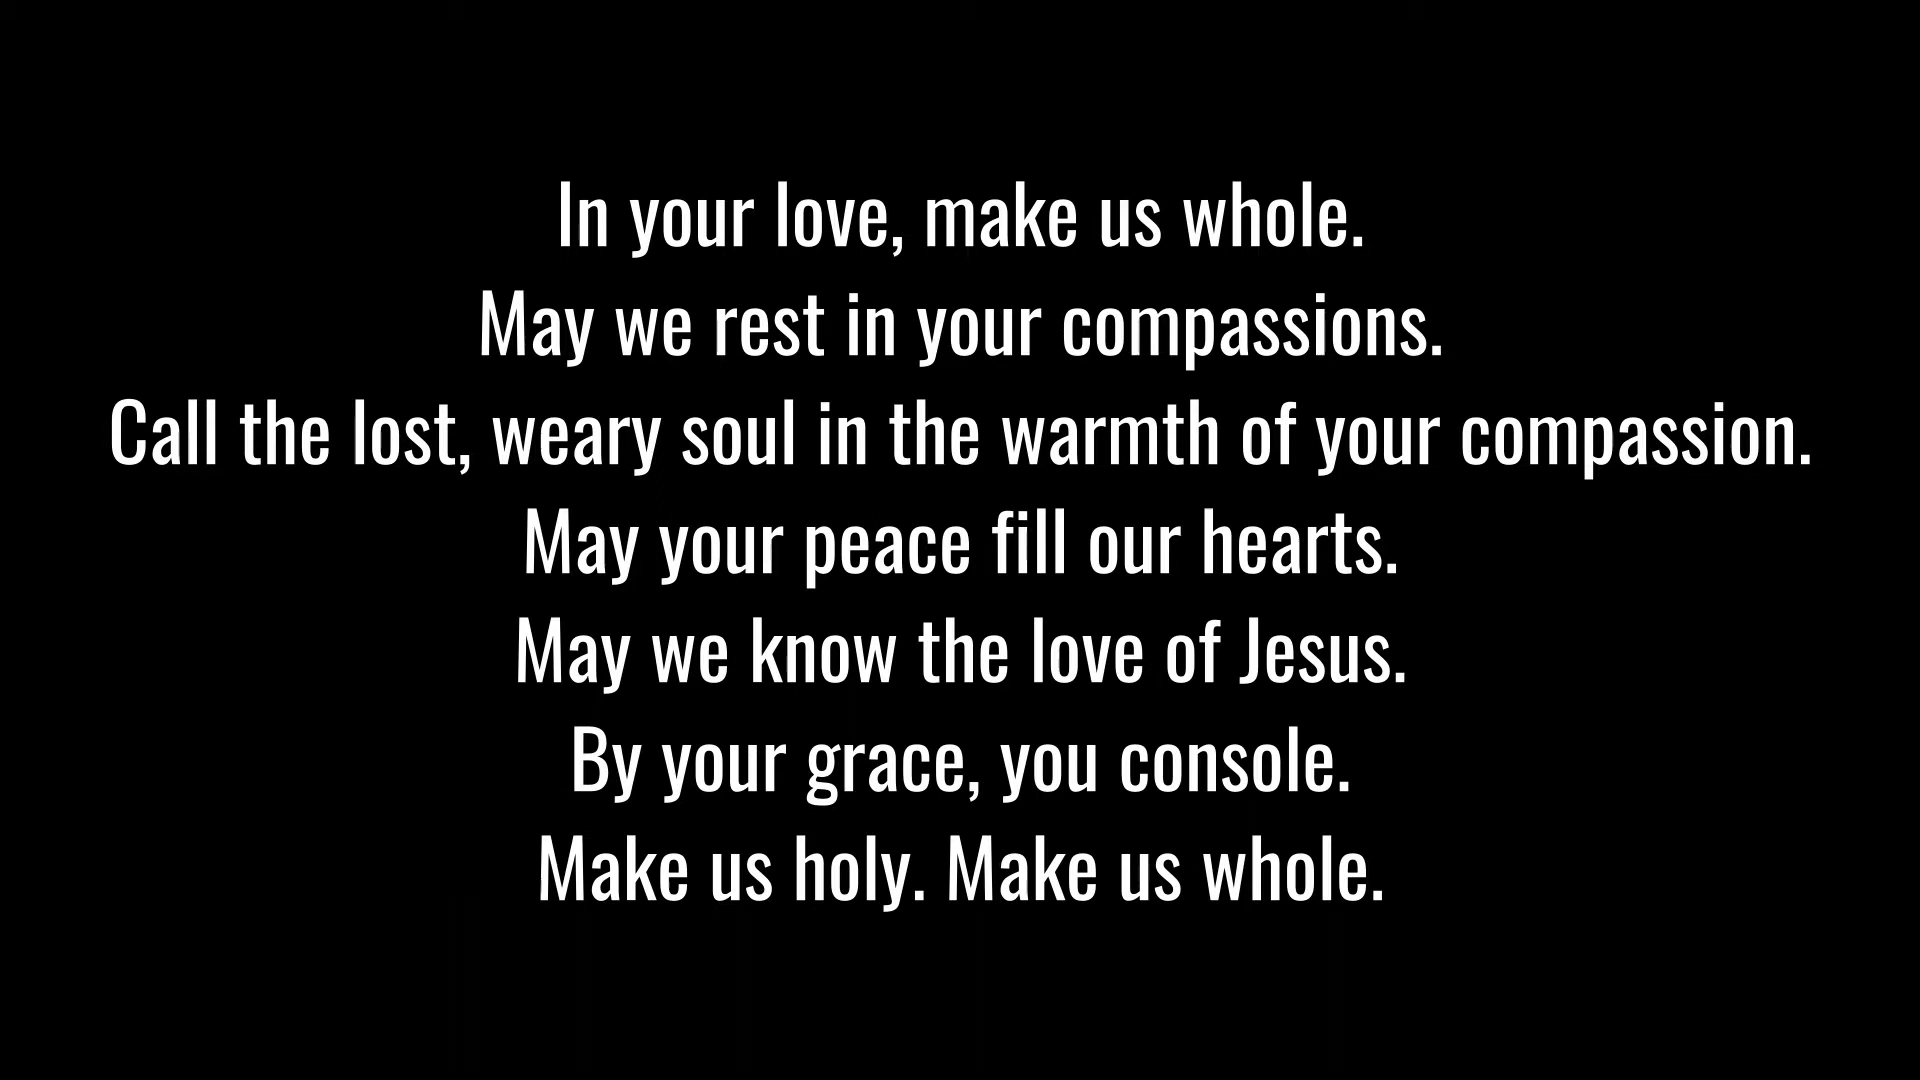 In your love, make us whole.
May we rest in your compassions.
Call the lost, weary soul in the warmth of your compassion.
May your peace fill our hearts.
May we know the love of Jesus.
By your grace, you console.
Make us holy. Make us whole.